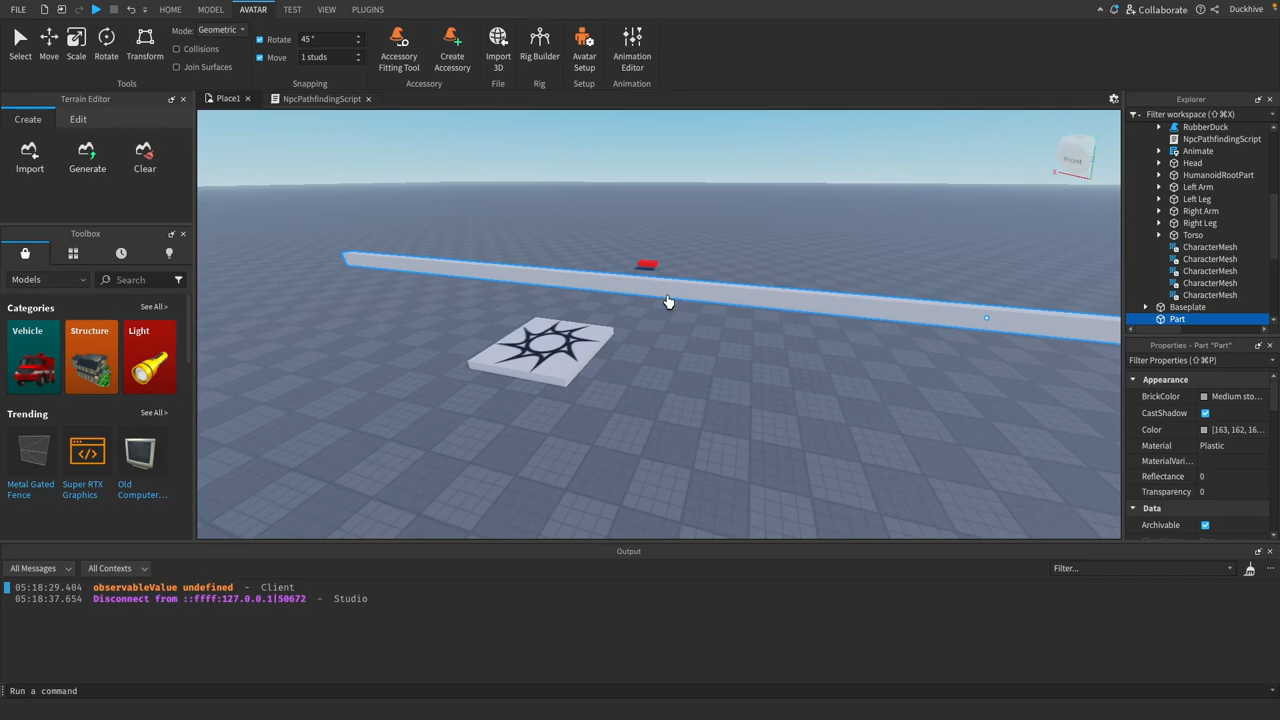 FILE HOME MODEL AVATAR TEST VIEW PLUGINS Collaborate Duckhive
Select Move Scale Rotate Transform
Mode: Geometric
Collisions
Join Surfaces
Tools
Rotate 45°
Move 1 studs
Snapping
Accessory Fitting Tool
Create Accessory
Accessory
Import 3D
File
Rig Builder
Rig
Avatar Setup
Setup
Animation Editor
Animation
Terrain Editor
Create Edit
Import Generate Clear
Toolbox
Models Search
Categories See All >
Vehicle Structure Light
Trending See All >
Metal Gated Fence
Super RTX Graphics
Old Computer...
Place1 NpcPathfindingScript
Front
X
Explorer
Filter workspace (⇧⌘X)
RubberDuck
NpcPathfindingScript
Animate
Head
HumanoidRootPart
Left Arm
Left Leg
Right Arm
Right Leg
Torso
CharacterMesh
CharacterMesh
CharacterMesh
CharacterMesh
CharacterMesh
Baseplate
Part
Properties - Part "Part"
Filter Properties (⇧⌘P)
Appearance
BrickColor Medium sto...
CastShadow
Color [163, 162, 16...
Material Plastic
MaterialVari...
Reflectance 0
Transparency 0
Data
Archivable
Output
All Messages All Contexts Filter...
05:18:29.404 observableValue undefined - Client
05:18:37.654 Disconnect from ::ffff:127.0.0.1|50672 - Studio
Run a command